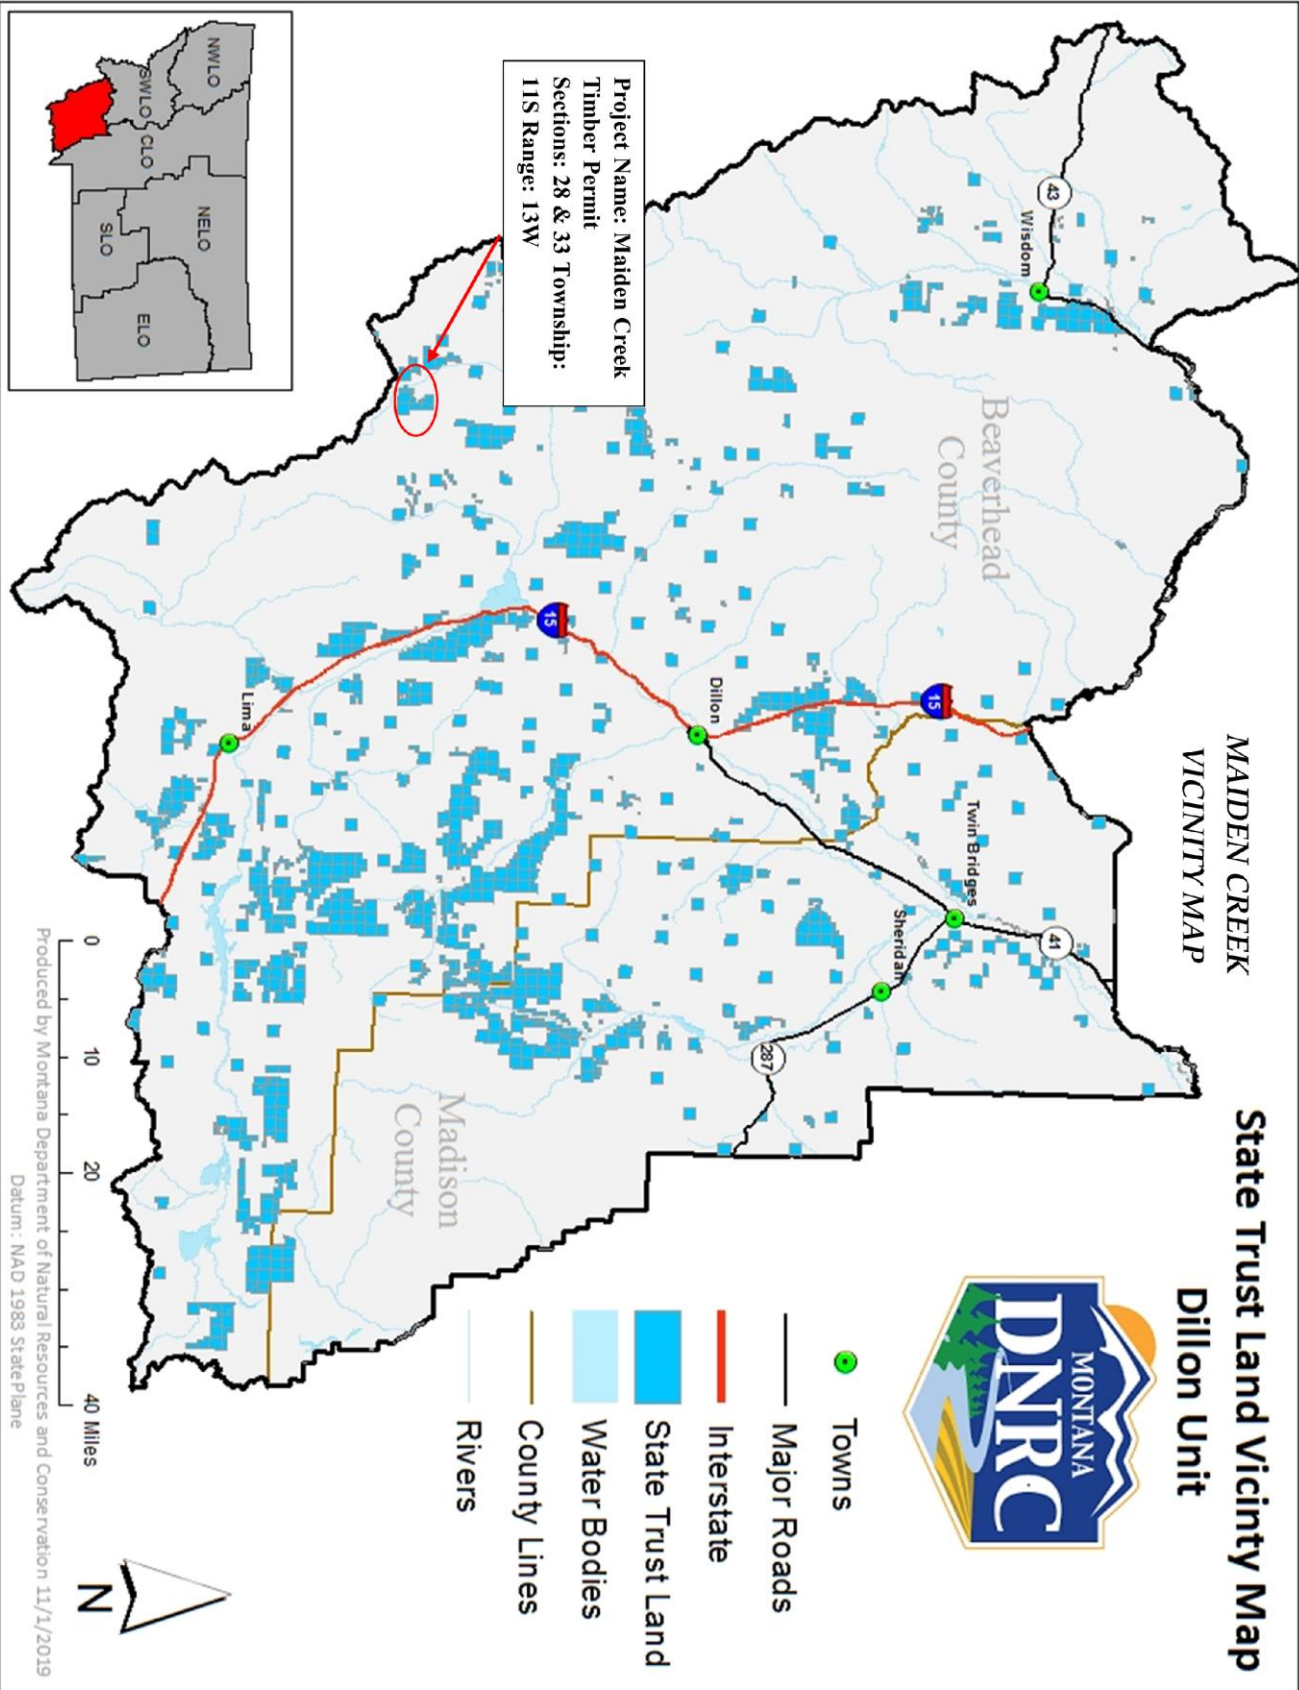 State Trust Land Vicinty Map
Dillon Unit
MAIDEN CREEK
VICINITY MAP
MONTANA
DNRC
Towns
Major Roads
Interstate
State Trust Land
Water Bodies
County Lines
Rivers
N
43
Wisdom
Beaverhead
County
15
41
Twin Bridges
Sheridan
Dillon
287
15
Madison
County
Lima
Project Name: Maiden Creek
Timber Permit
Sections: 28 & 33 Township:
11S Range: 13W
NWLO
SWLO
CLO
NELO
SLO
ELO
0 10 20 40 Miles
Produced by Montana Department of Natural Resources and Conservation 11/1/2019
Datum: NAD 1983 StatePlane